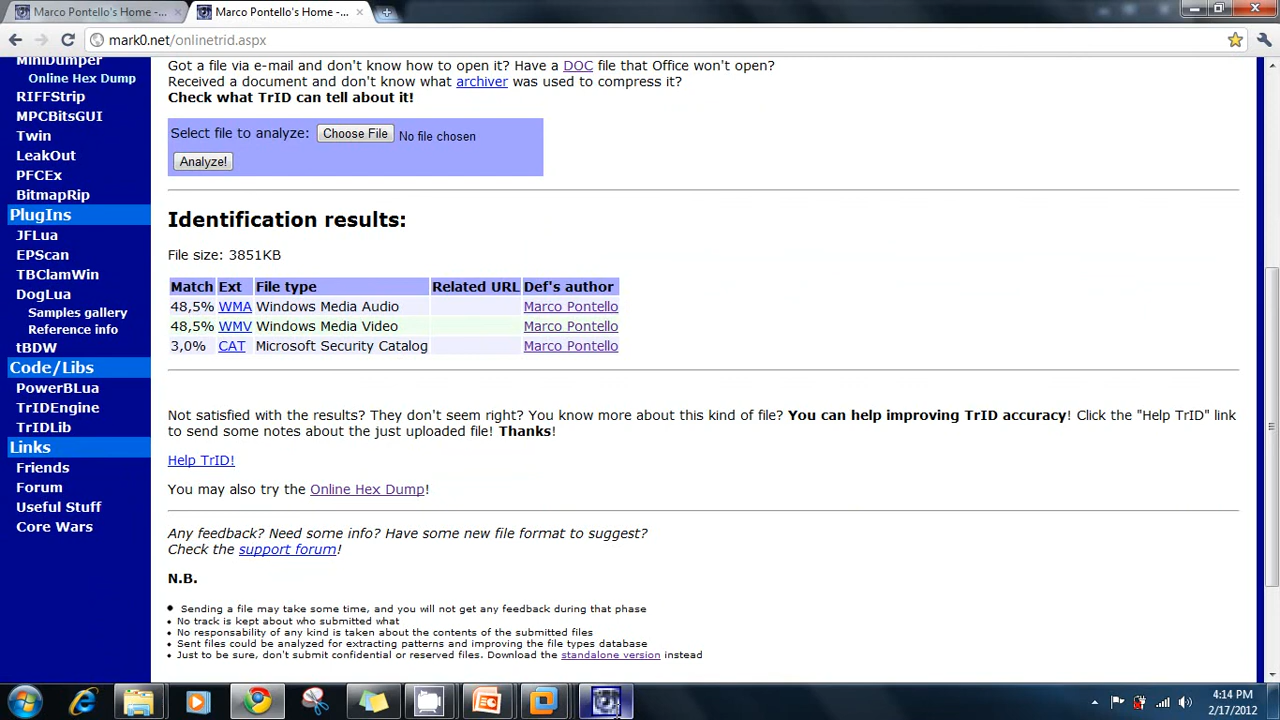 Marco Pontello's Home -...
Marco Pontello's Home -...
mark0.net/onlinetrid.aspx
MiniDumper
Online Hex Dump
RIFFStrip
MPCBitsGUI
Twin
LeakOut
PFCEx
BitmapRip
PlugIns
JFLua
EPScan
TBClamWin
DogLua
Samples gallery
Reference info
tBDW
Code/Libs
PowerBLua
TrIDEngine
TrIDLib
Links
Friends
Forum
Useful Stuff
Core Wars
Got a file via e-mail and don't know how to open it? Have a DOC file that Office won't open?
Received a document and don't know what archiver was used to compress it?
Check what TrID can tell about it!
Select file to analyze: Choose File No file chosen
Analyze!
Identification results:
File size: 3851KB
Match Ext File type Related URL Def's author
48,5% WMA Windows Media Audio Marco Pontello
48,5% WMV Windows Media Video Marco Pontello
3,0% CAT Microsoft Security Catalog Marco Pontello
Not satisfied with the results? They don't seem right? You know more about this kind of file? You can help improving TrID accuracy! Click the "Help TrID" link
to send some notes about the just uploaded file! Thanks!
Help TrID!
You may also try the Online Hex Dump!
Any feedback? Need some info? Have some new file format to suggest?
Check the support forum!
N.B.
• Sending a file may take some time, and you will not get any feedback during that phase
• No track is kept about who submitted what
• No responsability of any kind is taken about the contents of the submitted files
• Sent files could be analyzed for extracting patterns and improving the file types database
• Just to be sure, don't submit confidential or reserved files. Download the standalone version instead
4:14 PM
2/17/2012